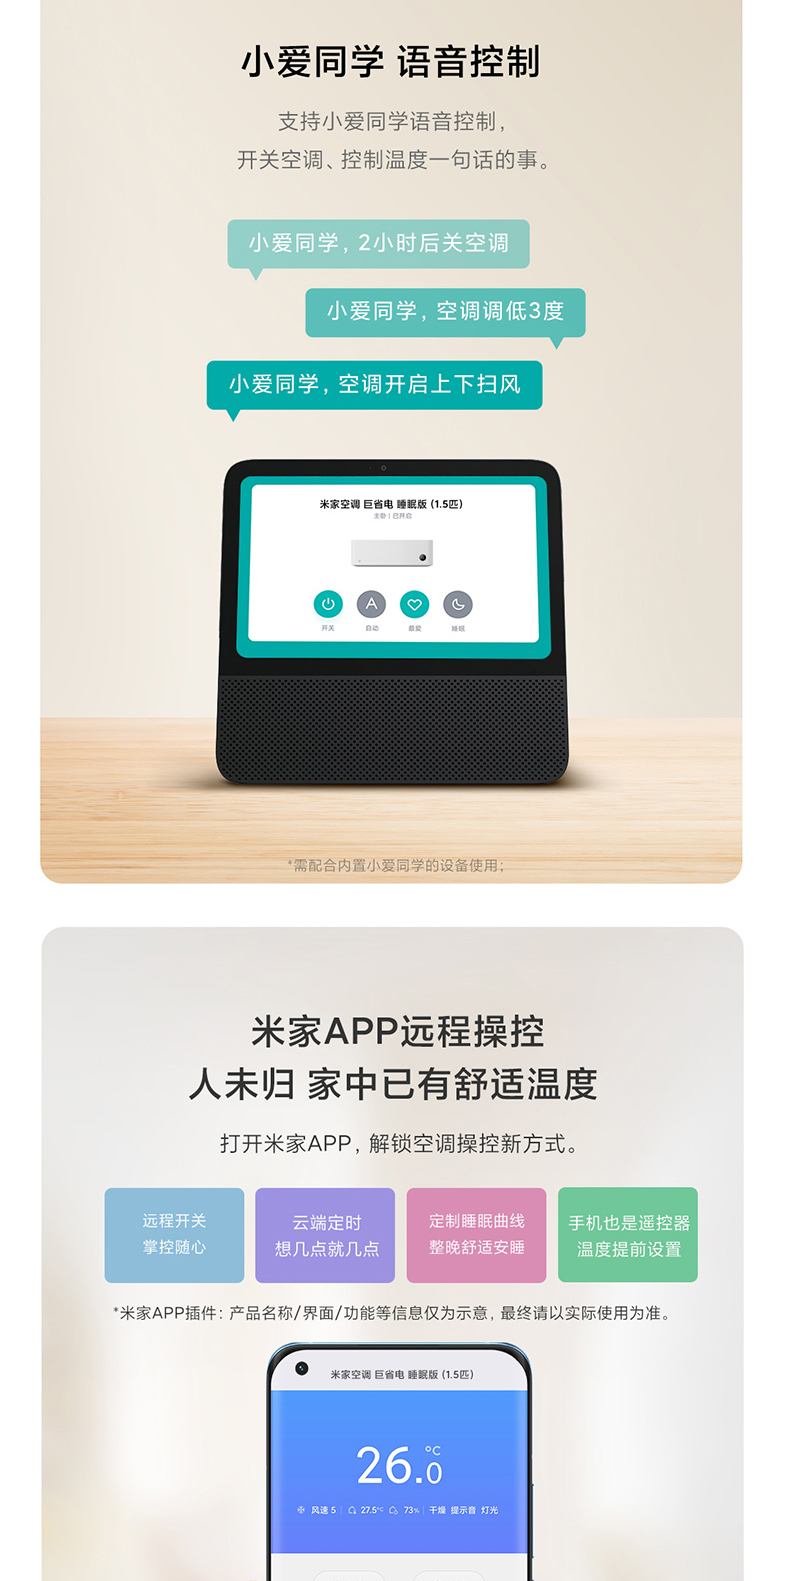 小爱同学 语音控制
支持小爱同学语音控制，
开关空调、控制温度一句话的事。
小爱同学，2小时后关空调
小爱同学，空调调低3度
小爱同学，空调开启上下扫风
米家空调 巨省电 睡眠版 (1.5匹)
主卧 | 已开启
开关 自动 最爱 睡眠
*需配合内置小爱同学的设备使用；
米家APP远程操控
人未归 家中已有舒适温度
打开米家APP，解锁空调操控新方式。
远程开关
掌控随心
云端定时
想几点就几点
定制睡眠曲线
整晚舒适安睡
手机也是遥控器
温度提前设置
*米家APP插件：产品名称/界面/功能等信息仅为示意，最终请以实际使用为准。
米家空调 巨省电 睡眠版 (1.5匹)
26.0℃
风速 5 | 27.5℃ 73% | 干燥 提示音 灯光